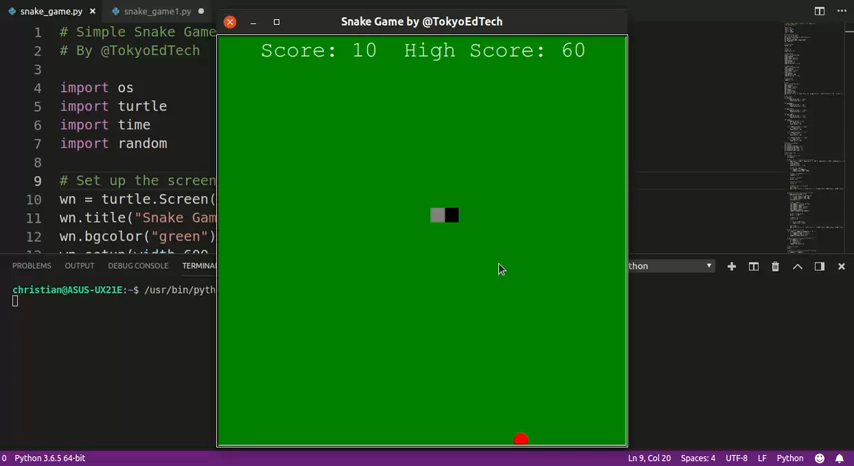 snake_game.py
snake_game1.py
Snake Game by @TokyoEdTech
Score: 10 High Score: 60
1 # Simple Snake Game
2 # By @TokyoEdTech
3
4 import os
5 import turtle
6 import time
7 import random
8
9 # Set up the screen
10 wn = turtle.Screen(
11 wn.title("Snake Gam
12 wn.bgcolor("green")
PROBLEMS OUTPUT DEBUG CONSOLE TERMINAL
thon
christian@ASUS-UX21E:~$ /usr/bin/pyth
0 Python 3.6.5 64-bit
Ln 9, Col 20 Spaces: 4 UTF-8 LF Python